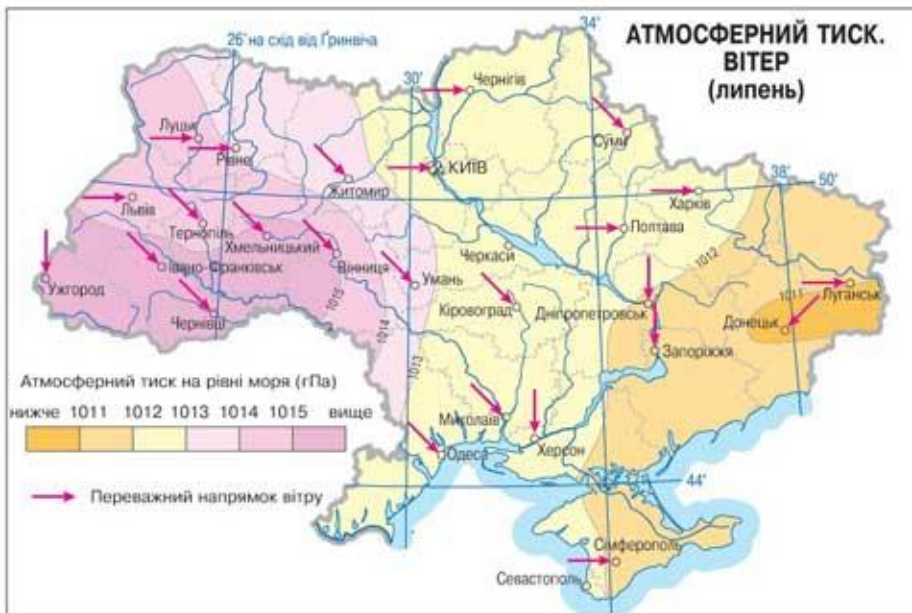 АТМОСФЕРНИЙ ТИСК.
ВІТЕР
(липень)
26° на схід від Ґринвіча
30°
34°
38°
50°
44°
Чернігів
Суми
Луцьк
Рівне
Житомир
КИЇВ
Харків
Львів
Тернопіль
Хмельницький
Полтава
Черкаси
Вінниця
Івано-Франківськ
Умань
Ужгород
Чернівці
Кіровоград
Дніпропетровськ
Луганськ
Донецьк
Запоріжжя
Миколаїв
Одеса
Херсон
Сімферополь
Севастополь
1015
1014
1013
1012
1011
Атмосферний тиск на рівні моря (гПа)
нижче 1011 1012 1013 1014 1015 вище
Переважний напрямок вітру